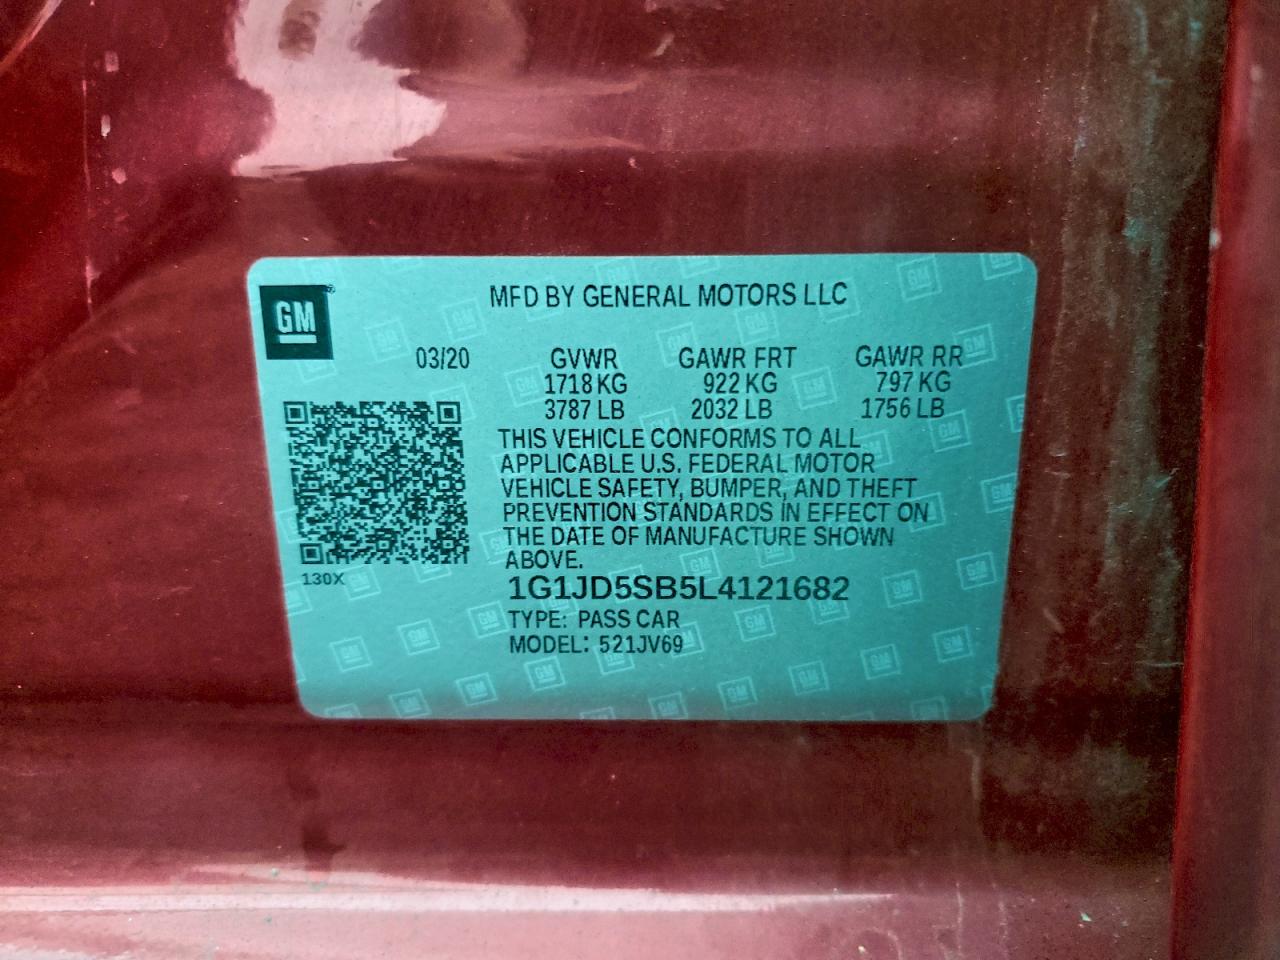 GM®
MFD BY GENERAL MOTORS LLC
03/20 GVWR GAWR FRT GAWR RR
1718 KG 922 KG 797 KG
3787 LB 2032 LB 1756 LB
THIS VEHICLE CONFORMS TO ALL
APPLICABLE U.S. FEDERAL MOTOR
VEHICLE SAFETY, BUMPER, AND THEFT
PREVENTION STANDARDS IN EFFECT ON
THE DATE OF MANUFACTURE SHOWN
ABOVE.
130X
1G1JD5SB5L4121682
TYPE: PASS CAR
MODEL: 521JV69